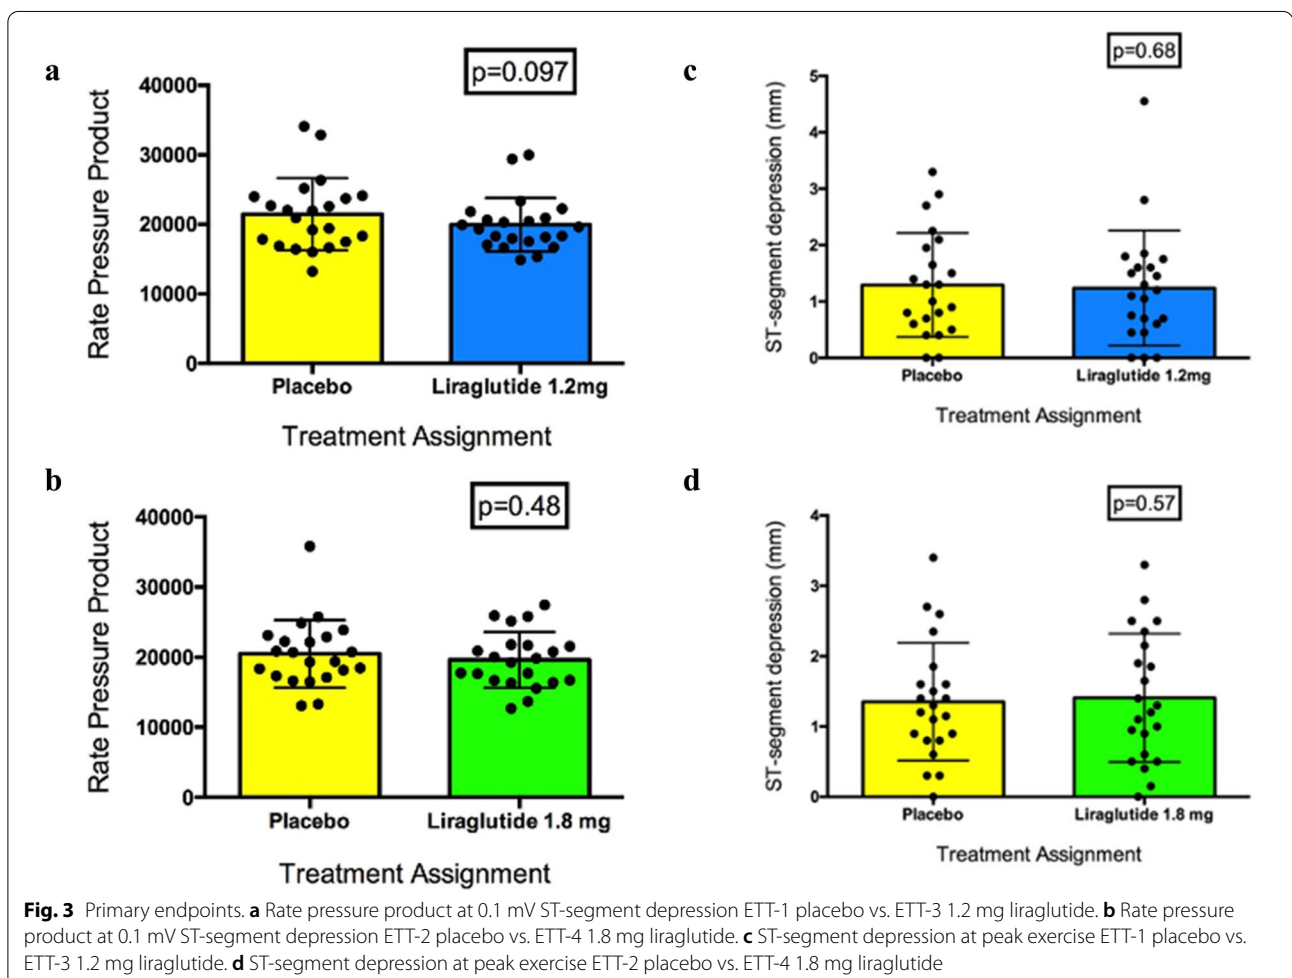 a
p=0.097
Rate Pressure Product
40000
30000
20000
10000
0
Placebo
Liraglutide 1.2mg
Treatment Assignment
c
p=0.68
ST-segment depression (mm)
5
4
3
2
1
0
Placebo
Liraglutide 1.2mg
Treatment Assignment
b
p=0.48
Rate Pressure Product
40000
30000
20000
10000
0
Placebo
Liraglutide 1.8 mg
Treatment Assignment
d
p=0.57
ST-segment depression (mm)
4
3
2
1
0
Placebo
Liraglutide 1.8 mg
Treatment Assignment
Fig. 3 Primary endpoints. a Rate pressure product at 0.1 mV ST-segment depression ETT-1 placebo vs. ETT-3 1.2 mg liraglutide. b Rate pressure
product at 0.1 mV ST-segment depression ETT-2 placebo vs. ETT-4 1.8 mg liraglutide. c ST-segment depression at peak exercise ETT-1 placebo vs.
ETT-3 1.2 mg liraglutide. d ST-segment depression at peak exercise ETT-2 placebo vs. ETT-4 1.8 mg liraglutide